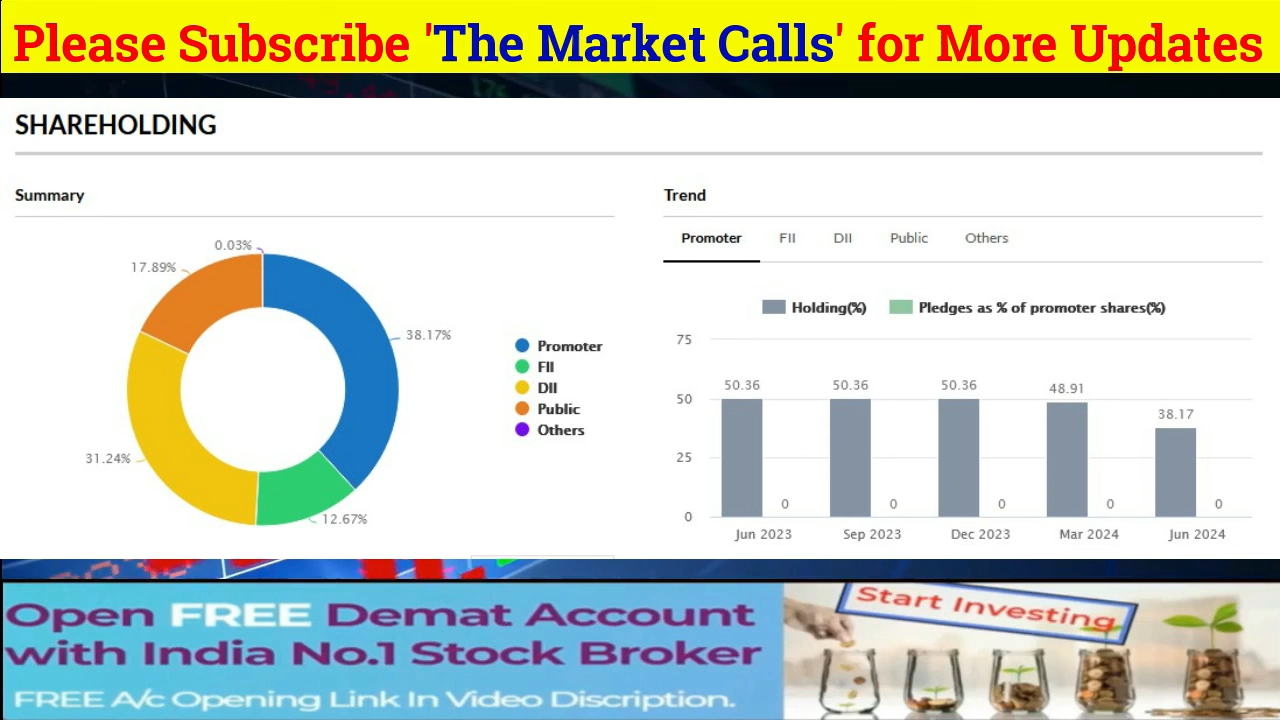 Please Subscribe 'The Market Calls' for More Updates
SHAREHOLDING
Summary
0.03%
17.89%
38.17%
31.24%
12.67%
Promoter
FII
DII
Public
Others
Trend
Promoter FII DII Public Others
Holding(%) Pledges as % of promoter shares(%)
75
50
25
0
50.36 50.36 50.36 48.91 38.17
0 0 0 0 0
Jun 2023 Sep 2023 Dec 2023 Mar 2024 Jun 2024
Open FREE Demat Account
with India No.1 Stock Broker
FREE A/c Opening Link In Video Discription.
Start Investing